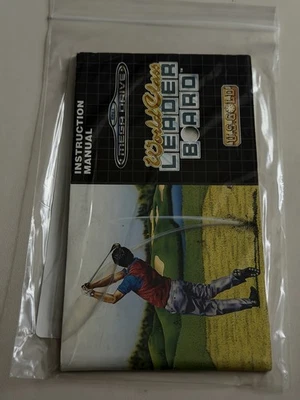 INSTRUCTION
MANUAL
MEGA DRIVE
World Class
LEADER
BOARD
U.S. GOLD